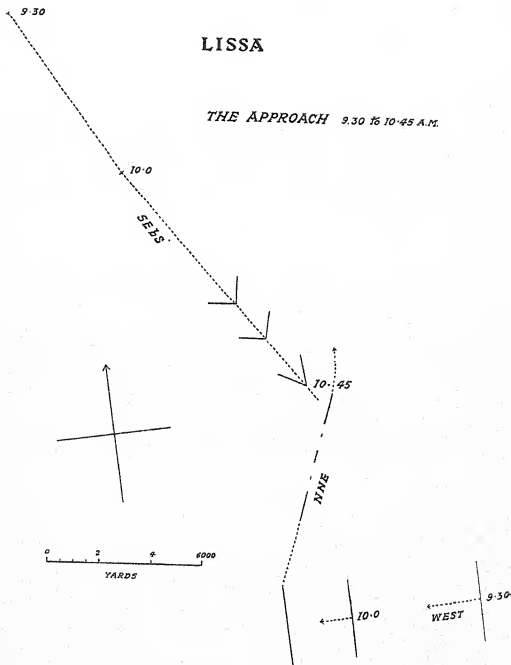 9·30
LISSA
THE APPROACH 9.30 to 10·45 A.M.
10·0
SEbS
10·45
NNE
0 2 4 6000
YARDS
9·30
WEST
10·0